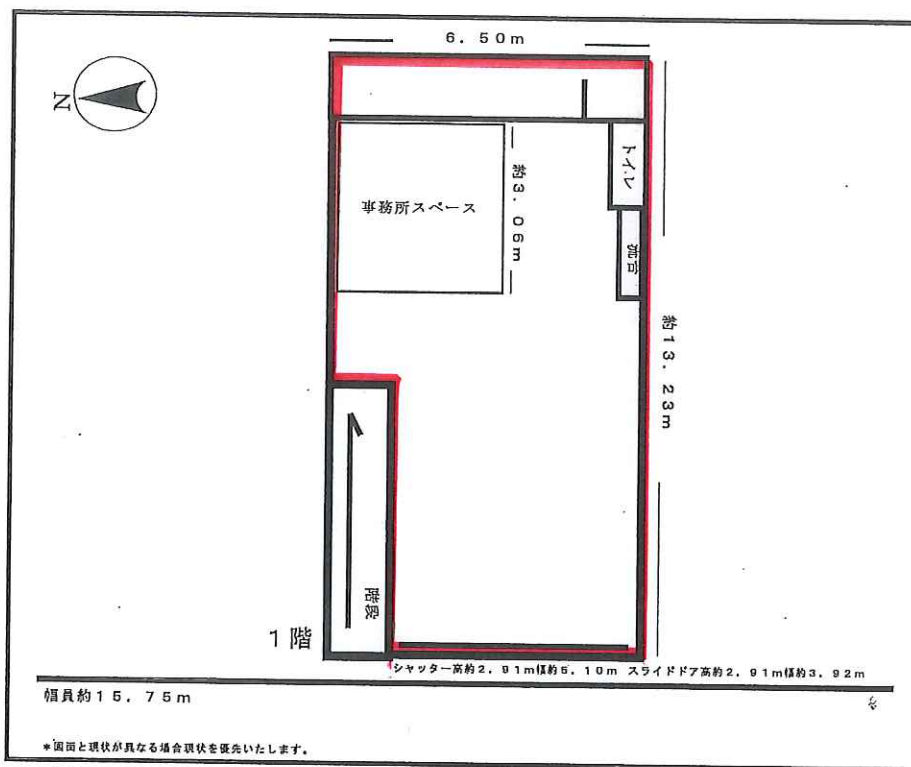 6.50m
N
トイレ
約3.06m
事務所スペース
流台
約13.23m
階段
1階
シャッター高約2.91m幅約5.10m スライドドア高約2.91m幅約3.92m
幅員約15.75m
*図面と現状が異なる場合現状を優先いたします。